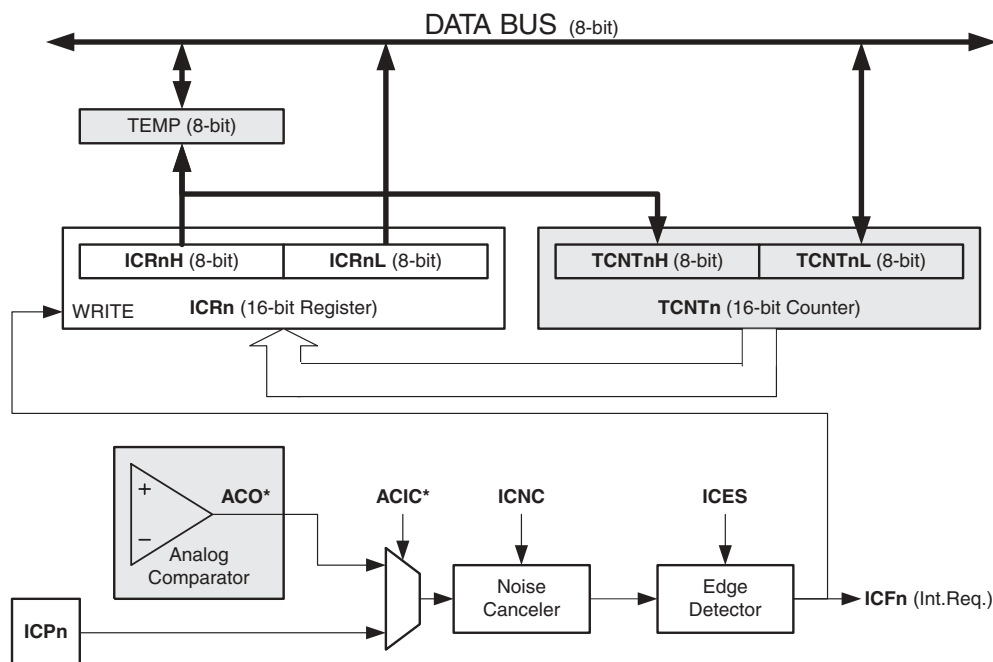 DATA BUS (8-bit)
TEMP (8-bit)
ICRnH (8-bit) ICRnL (8-bit) TCNTnH (8-bit) TCNTnL (8-bit)
WRITE ICRn (16-bit Register) TCNTn (16-bit Counter)
+ ACO* ACIC* ICNC ICES
−
Analog
Comparator
Noise
Canceler
Edge
Detector
ICFn (Int.Req.)
ICPn